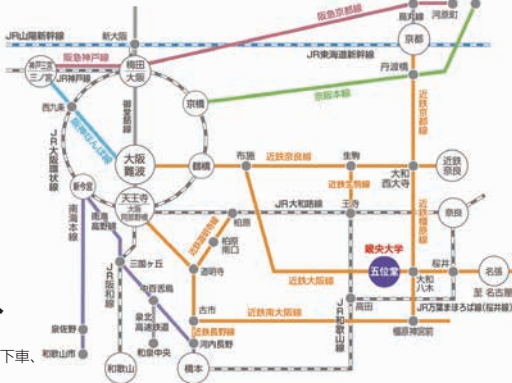 阪急京都線
烏丸
河原町
新大阪
JR山陽新幹線
阪急神戸線
京都
JR東海道新幹線
神戸三宮
三ノ宮
JR神戸線
梅田
大阪
丹波橋
西九条
御堂筋線
京橋
京阪本線
近鉄京都線
阪神なんば線
JR大阪環状線
大阪
難波
鶴橋
近鉄奈良線
布施
生駒
大和
西大寺
近鉄
奈良
近鉄生駒線
新今宮
天王寺
大阪
阿部野橋
JR大和路線
王寺
近鉄橿原線
奈良
南海本線
南海
高野線
近鉄道明寺線
柏原
柏原
南口
畝央大学
五位堂
三国ヶ丘
道明寺
近鉄大阪線
大和
八木
桜井
名張
至 名古屋
JR阪和線
中百舌鳥
泉北
高速鉄道
和泉中央
古市
近鉄南大阪線
JR和歌山線
高田
JR万葉まほろば線(桜井線)
近鉄長野線
河内長野
橿原神宮前
泉佐野
和歌山市
和歌山
橋本
下車、